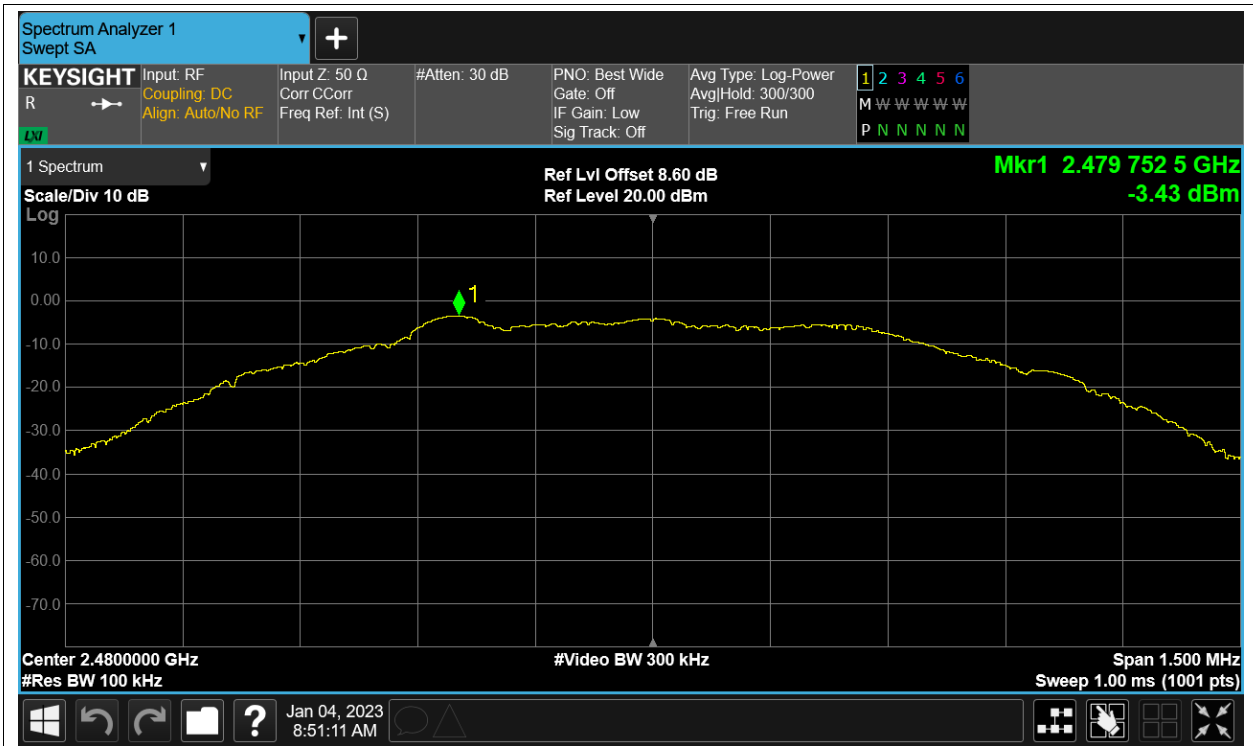 Spectrum Analyzer 1
Swept SA
KEYSIGHT
R
LXI
Input: RF
Coupling: DC
Align: Auto/No RF
Input Z: 50 Ω
Corr CCorr
Freq Ref: Int (S)
#Atten: 30 dB
PNO: Best Wide
Gate: Off
IF Gain: Low
Sig Track: Off
Avg Type: Log-Power
Avg|Hold: 300/300
Trig: Free Run
1 2 3 4 5 6
M W W W W W
P N N N N N
1 Spectrum
Scale/Div 10 dB
Log
Ref Lvl Offset 8.60 dB
Ref Level 20.00 dBm
Mkr1 2.479 752 5 GHz
-3.43 dBm
1
10.0
0.00
-10.0
-20.0
-30.0
-40.0
-50.0
-60.0
-70.0
Center 2.4800000 GHz
#Res BW 100 kHz
#Video BW 300 kHz
Span 1.500 MHz
Sweep 1.00 ms (1001 pts)
?
Jan 04, 2023
8:51:11 AM